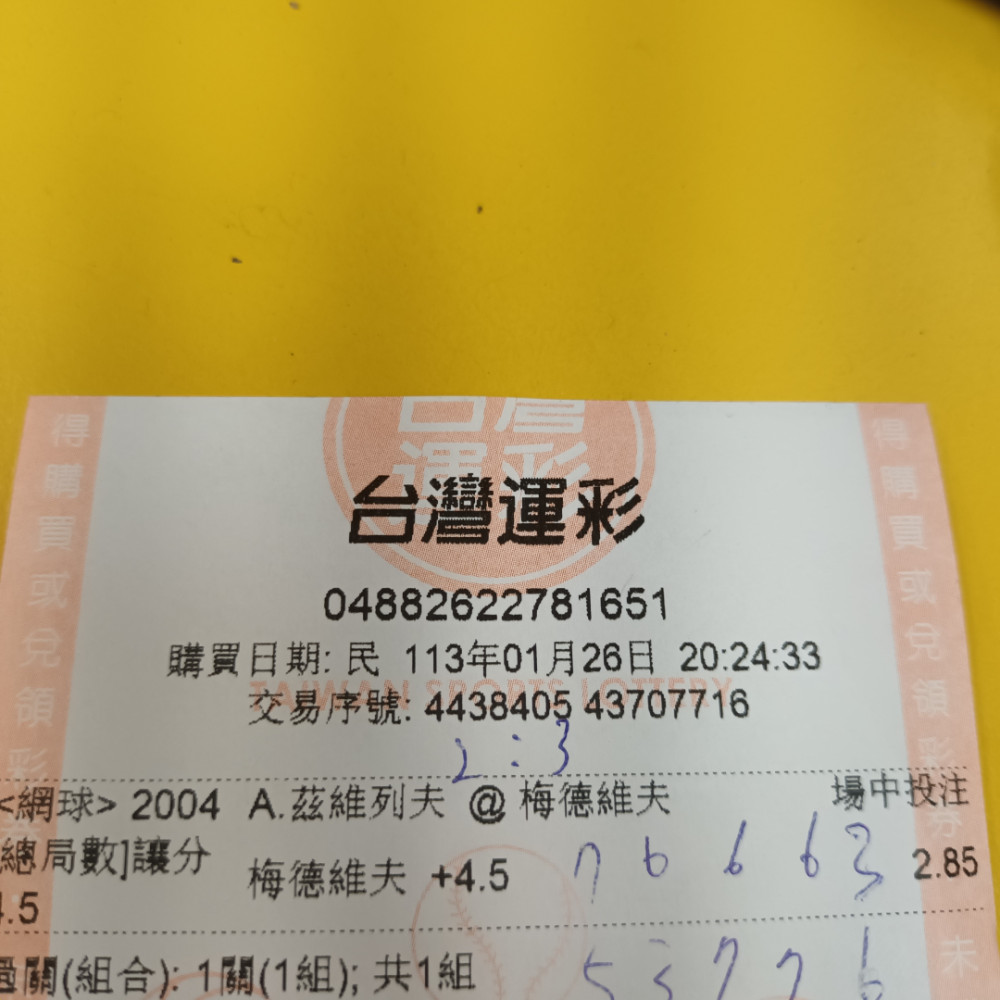 台灣運彩
04882622781651
購買日期: 民 113年01月26日 20:24:33
TAIWAN SPORTS LOTTERY
交易序號: 4438405 43707716
2:3
<網球> 2004 A.茲維列夫 @ 梅德維夫 場中投注
總局數]讓分 梅德維夫 +4.5 7 6 6 6 3 2.85
4.5
過關(組合): 1關(1組); 共1組 5 3 7 7 6
得購買或兌領彩券
得購買或兌領彩券未